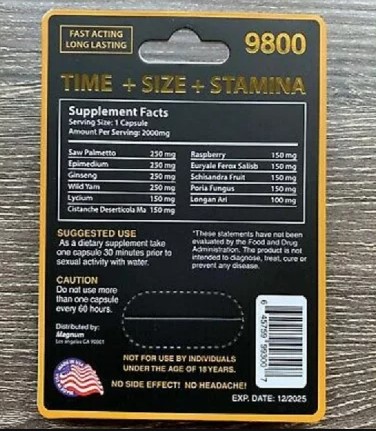 FAST ACTING
LONG LASTING
9800
TIME + SIZE + STAMINA
Supplement Facts
Serving Size: 1 Capsule
Amount Per Serving: 2000mg
Saw Palmetto 250 mg
Epimedium 250 mg
Ginseng 250 mg
Wild Yarn 250 mg
Lycium 150 mg
Cistanche Deserticola Ma 150 mg
Raspberry 150 mg
Euryale Ferox Salisb 150 mg
Schisandra Fruit 150 mg
Poria Fungus 150 mg
Longan Ari 100 mg
SUGGESTED USE
As a dietary supplement take
one capsule 30 minutes prior to
sexual activity with water.
*These statements have not been
evaluated by the Food and Drug
Administration. The product is not
intended to diagnose, treat, cure or
prevent any disease.
CAUTION
Do not use more
than one capsule
every 60 hours.
Distributed by:
Magnum
Los angeles CA 90001
NOT FOR USE BY INDIVIDUALS
UNDER THE AGE OF 18 YEARS.
NO SIDE EFFECT! NO HEADACHE!
EXP. DATE: 12/2025